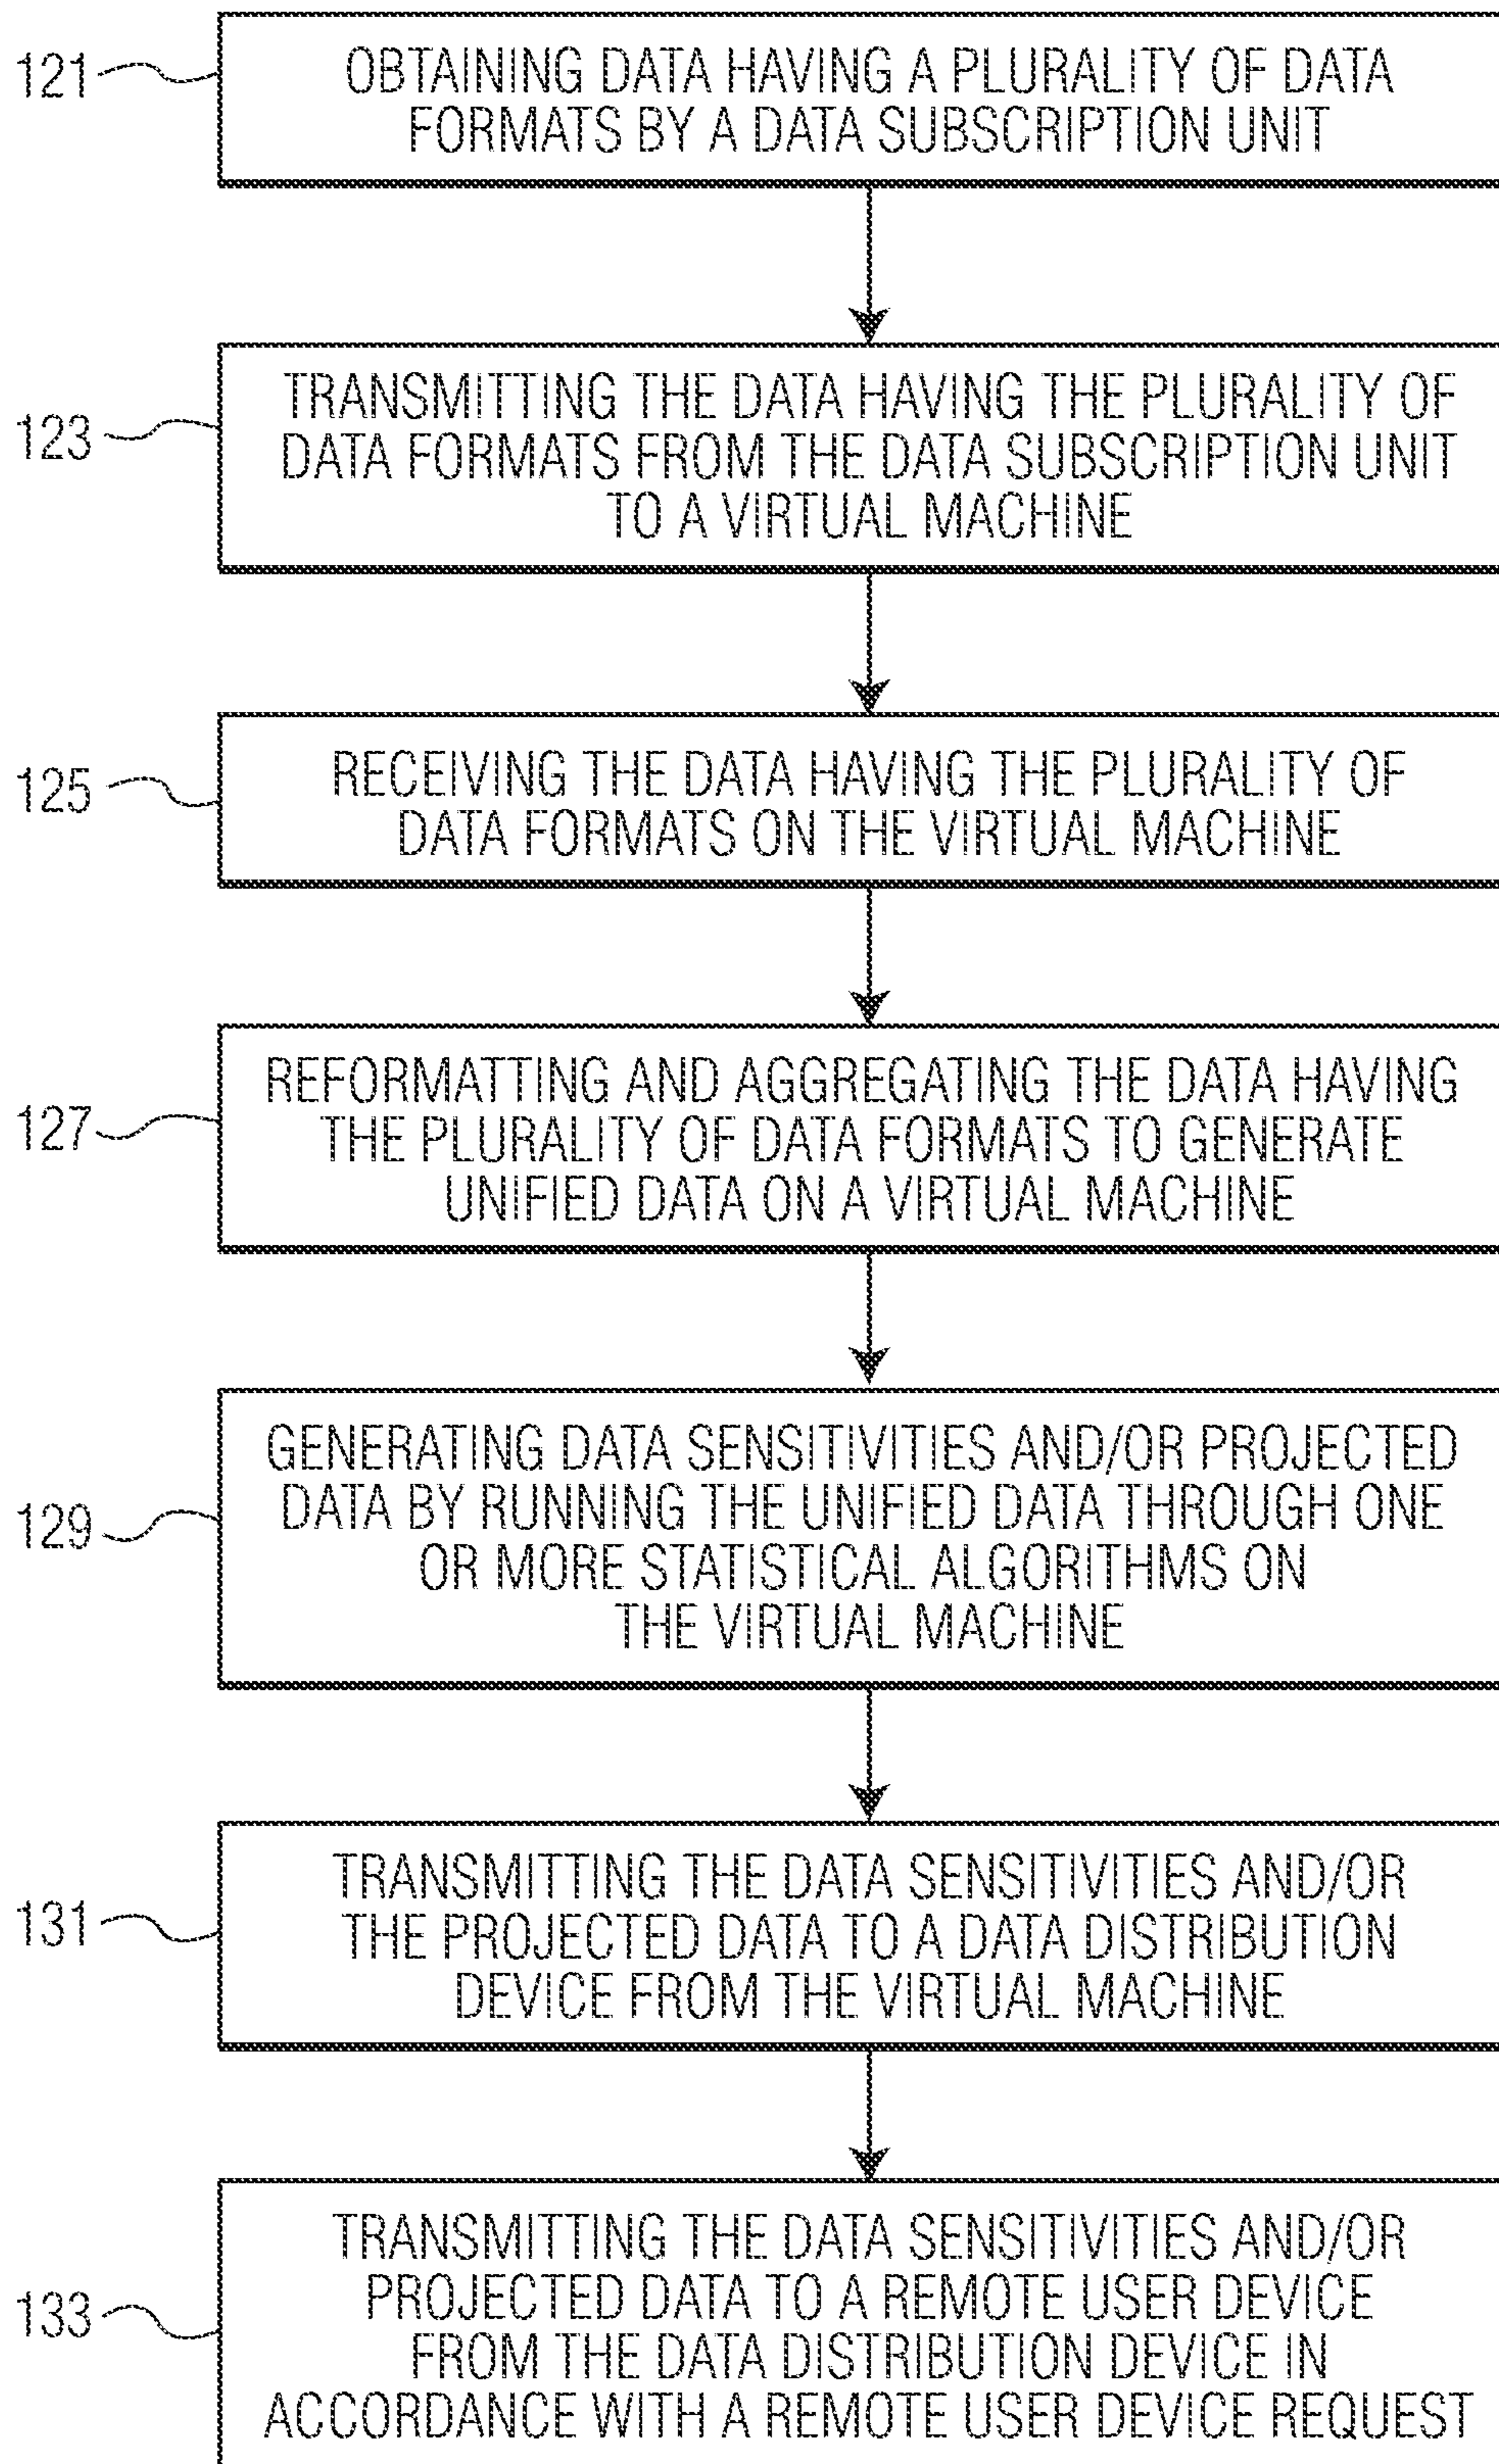 121
OBTAINING DATA HAVING A PLURALITY OF DATA
FORMATS BY A DATA SUBSCRIPTION UNIT
123
TRANSMITTING THE DATA HAVING THE PLURALITY OF
DATA FORMATS FROM THE DATA SUBSCRIPTION UNIT
TO A VIRTUAL MACHINE
125
RECEIVING THE DATA HAVING THE PLURALITY OF
DATA FORMATS ON THE VIRTUAL MACHINE
127
REFORMATTING AND AGGREGATING THE DATA HAVING
THE PLURALITY OF DATA FORMATS TO GENERATE
UNIFIED DATA ON A VIRTUAL MACHINE
129
GENERATING DATA SENSITIVITIES AND/OR PROJECTED
DATA BY RUNNING THE UNIFIED DATA THROUGH ONE
OR MORE STATISTICAL ALGORITHMS ON
THE VIRTUAL MACHINE
131
TRANSMITTING THE DATA SENSITIVITIES AND/OR
THE PROJECTED DATA TO A DATA DISTRIBUTION
DEVICE FROM THE VIRTUAL MACHINE
133
TRANSMITTING THE DATA SENSITIVITIES AND/OR
PROJECTED DATA TO A REMOTE USER DEVICE
FROM THE DATA DISTRIBUTION DEVICE IN
ACCORDANCE WITH A REMOTE USER DEVICE REQUEST